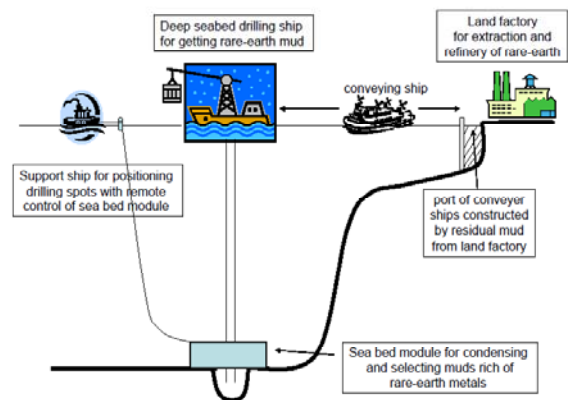 Deep seabed drilling ship
for getting rare-earth mud
Land factory
for extraction and
refinery of rare-earth
conveying ship
Support ship for positioning
drilling spots with remote
control of sea bed module
port of conveyer
ships constructed
by residual mud
from land factory
Sea bed module for condensing
and selecting muds rich of
rare-earth metals